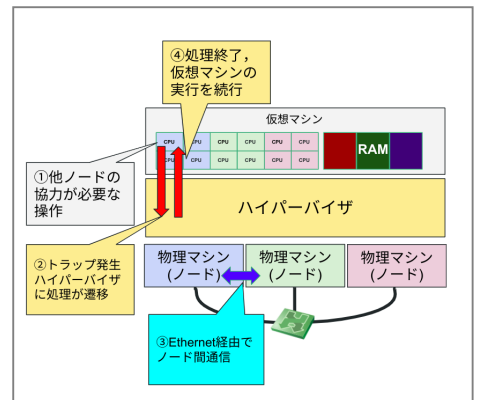 ④処理終了,
仮想マシンの
実行を続行
仮想マシン
CPU CPU CPU CPU CPU CPU
CPU CPU CPU CPU CPU CPU
RAM
①他ノードの
協力が必要な
操作
ハイパーバイザ
②トラップ発生
ハイパーバイザ
に処理が遷移
物理マシン
(ノード)
物理マシン
(ノード)
物理マシン
(ノード)
③Ethernet経由で
ノード間通信